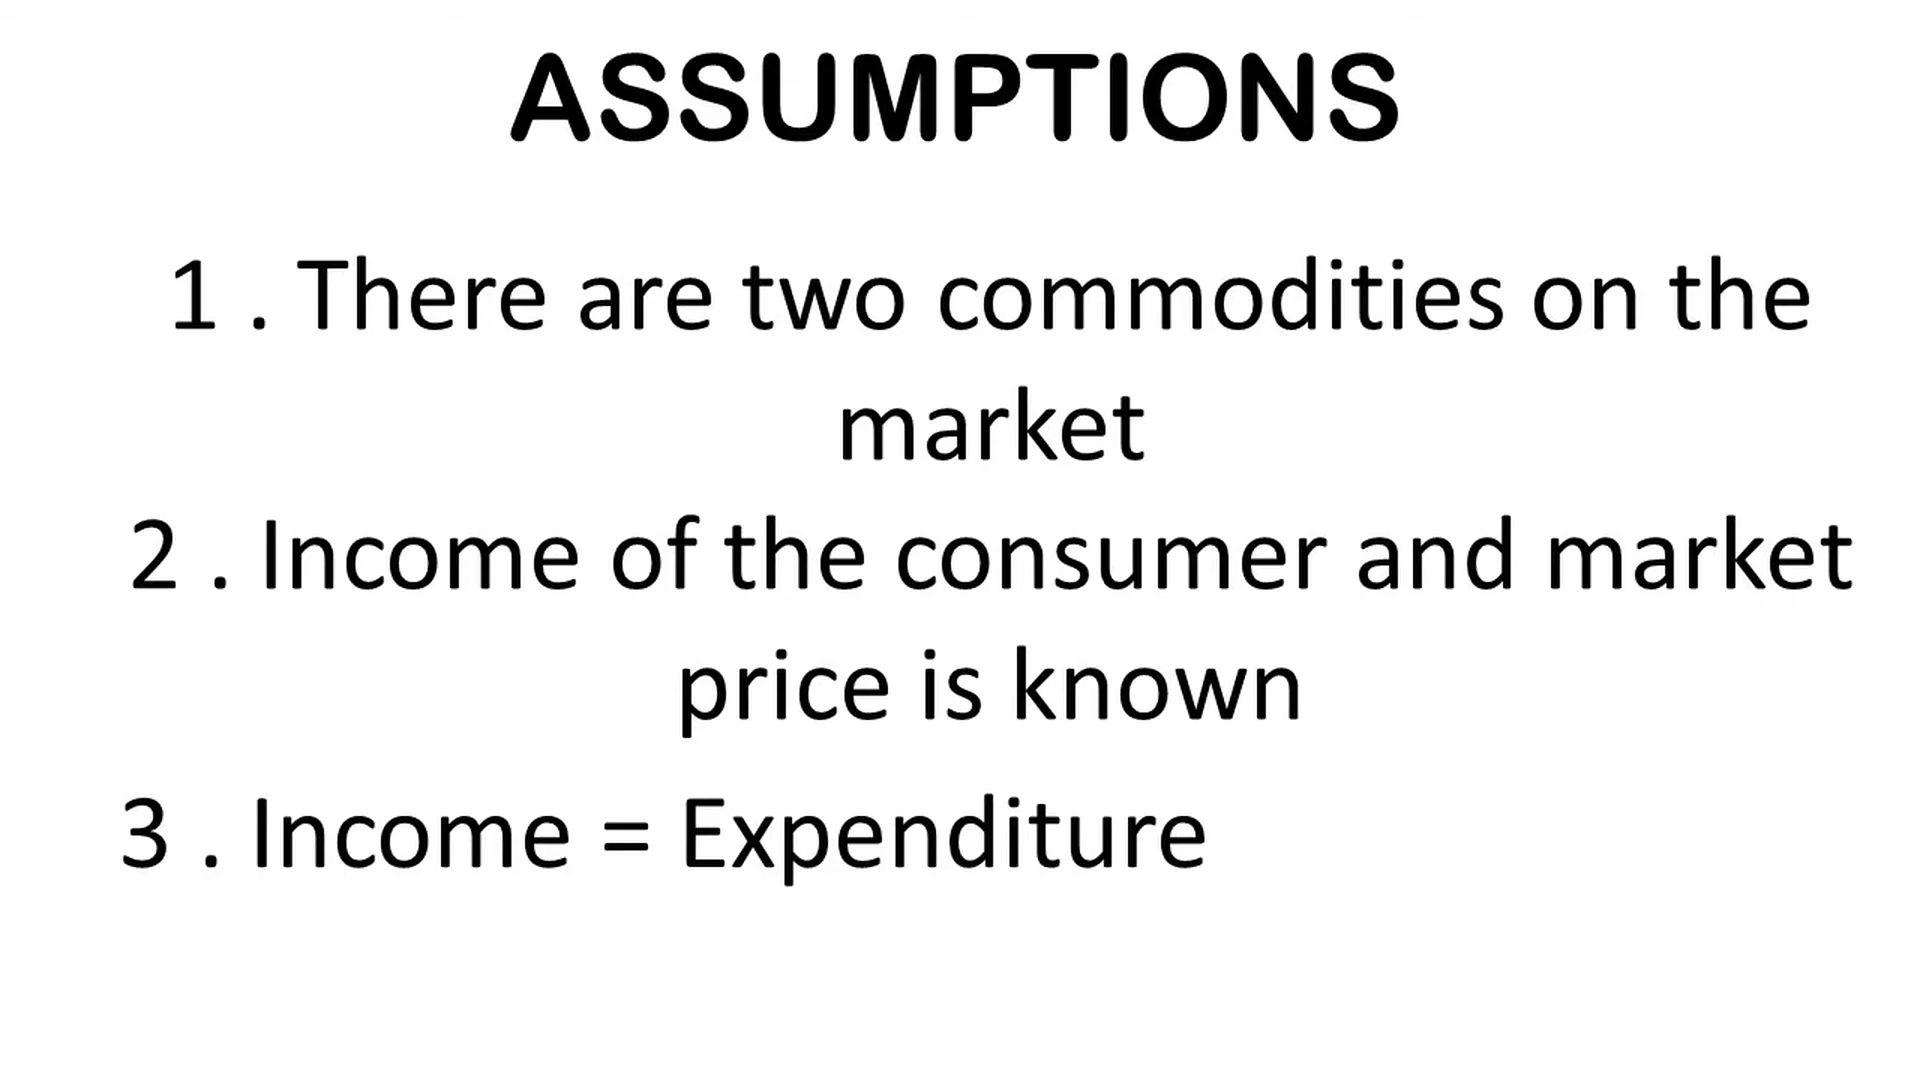 ASSUMPTIONS
1 . There are two commodities on the
market
2 . Income of the consumer and market
price is known
3 . Income = Expenditure